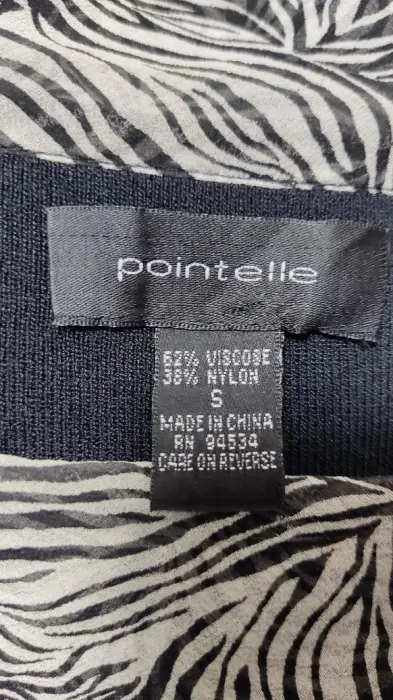 pointelle
62% VISCOSE
38% NYLON
S
MADE IN CHINA
RN 94534
CARE ON REVERSE